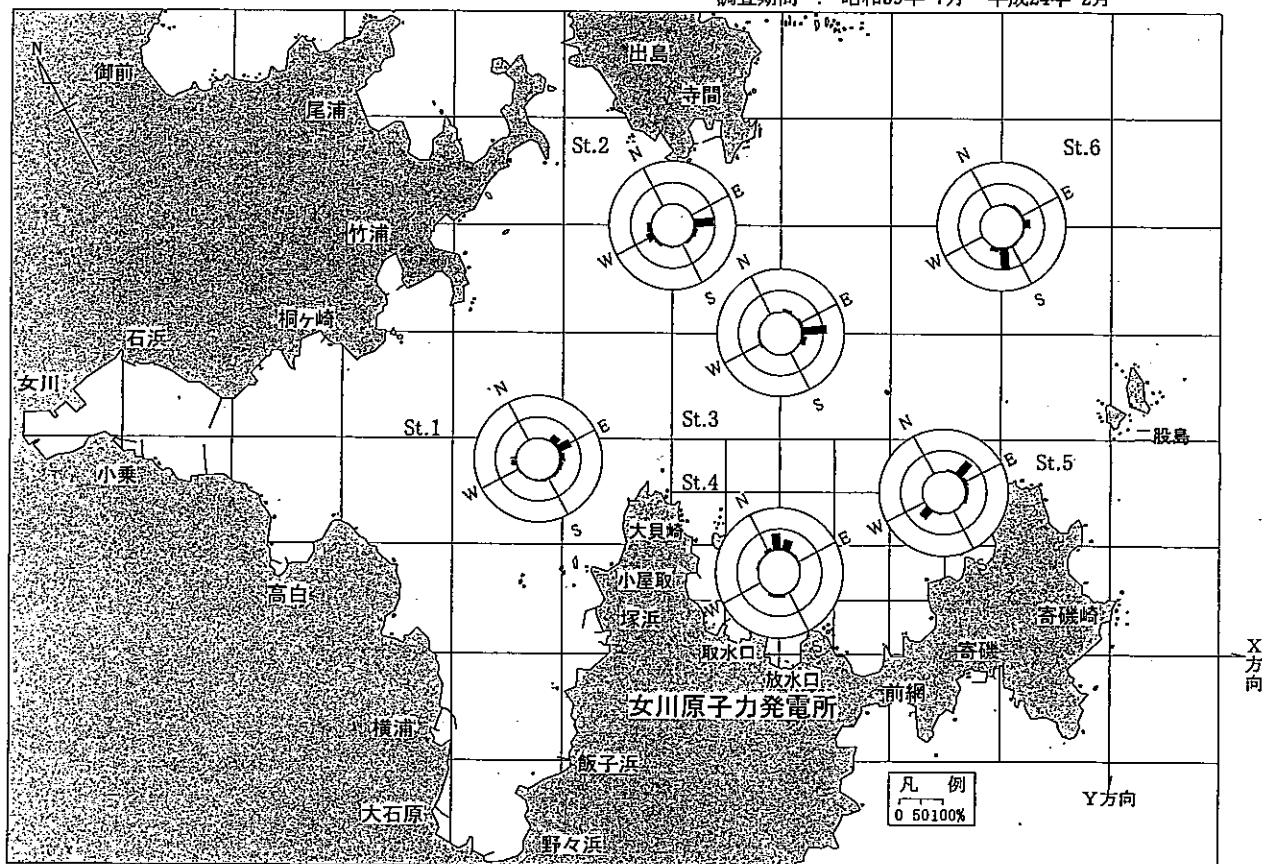 N
御前
尾浦
出島
寺間
St.2
N
E
W
S
St.6
N
E
W
S
竹浦
N
E
W
S
桐ヶ崎
石浜
女川
小乗
St.1
N
E
W
S
St.3
二股島
St.5
N
E
W
St.4
N
E
W
大貝崎
小屋取
塚浜
高白
取水口
放水口
女川原子力発電所
前網
寄磯
寄磯崎
X方向
横浦
飯子浜
大石原
野々浜
凡 例
0 50100%
Y方向